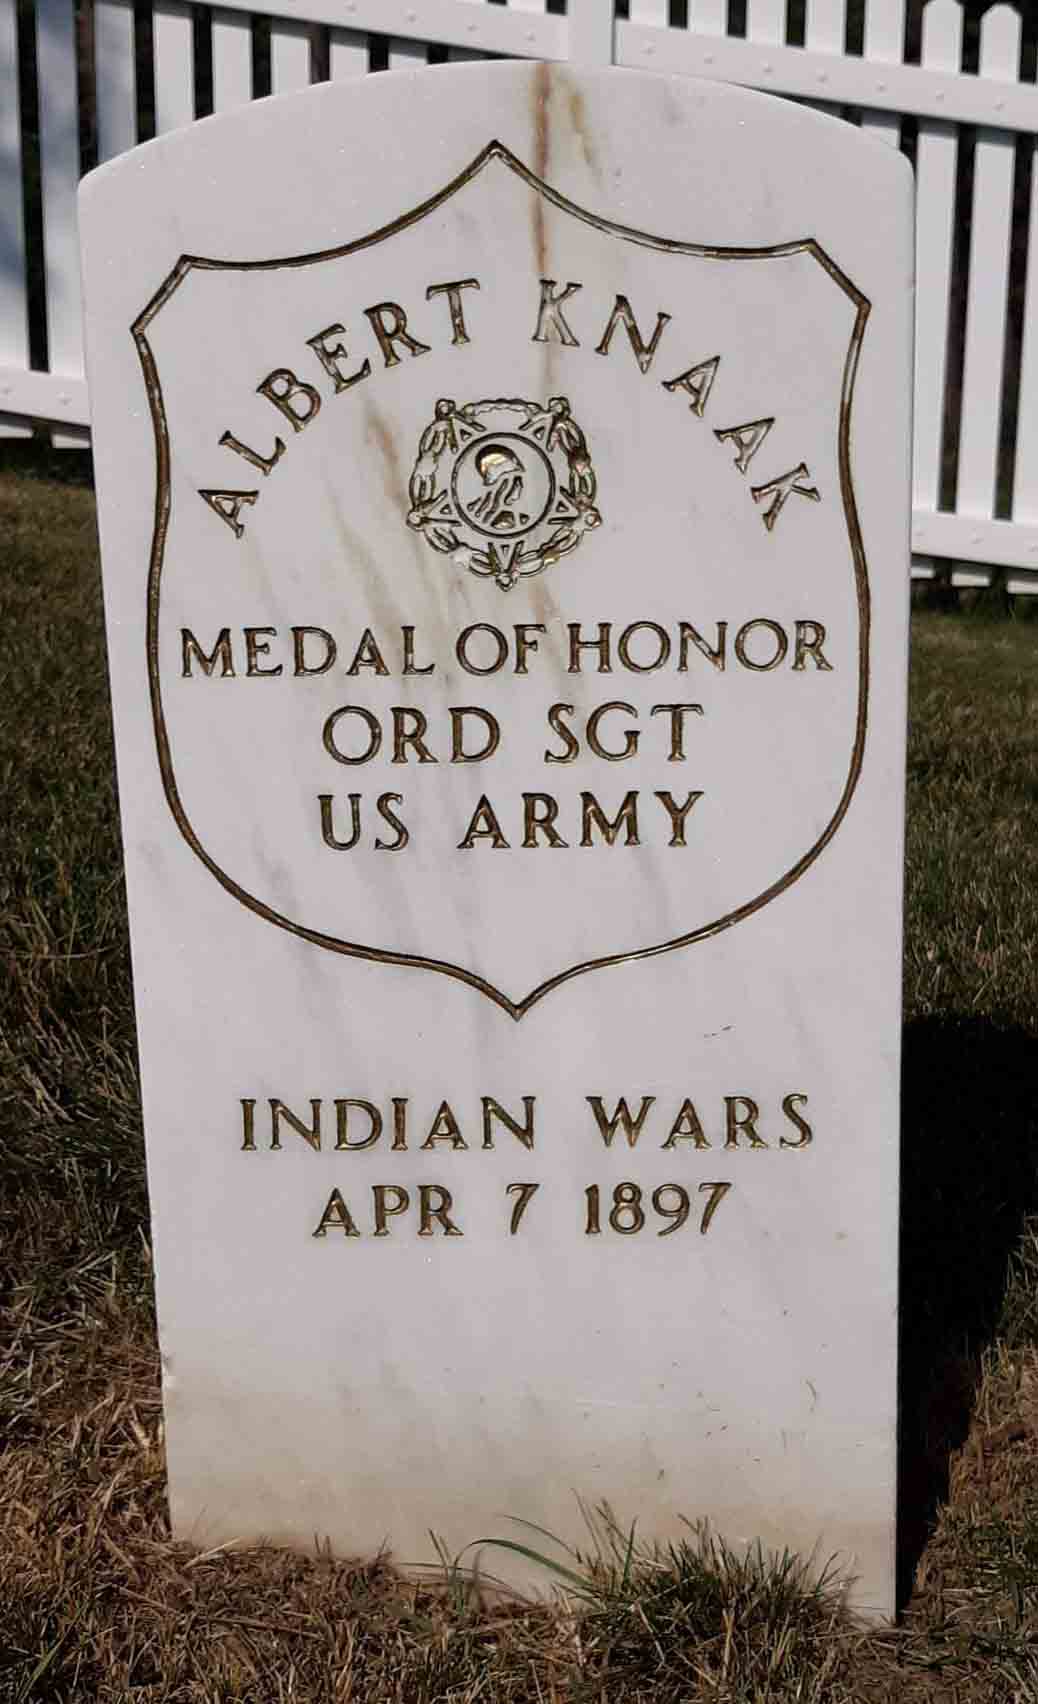 ALBERT KNAAK
MEDAL OF HONOR
ORD SGT
US ARMY
INDIAN WARS
APR 7 1897